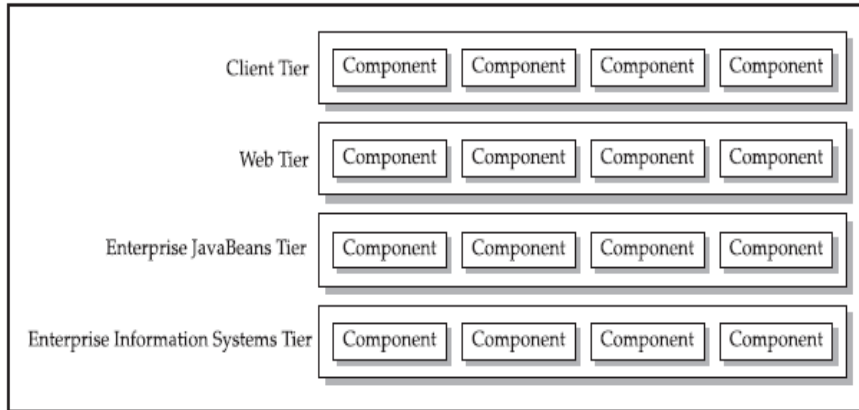 Client Tier Component Component Component Component
Web Tier Component Component Component Component
Enterprise JavaBeans Tier Component Component Component Component
Enterprise Information Systems Tier Component Component Component Component